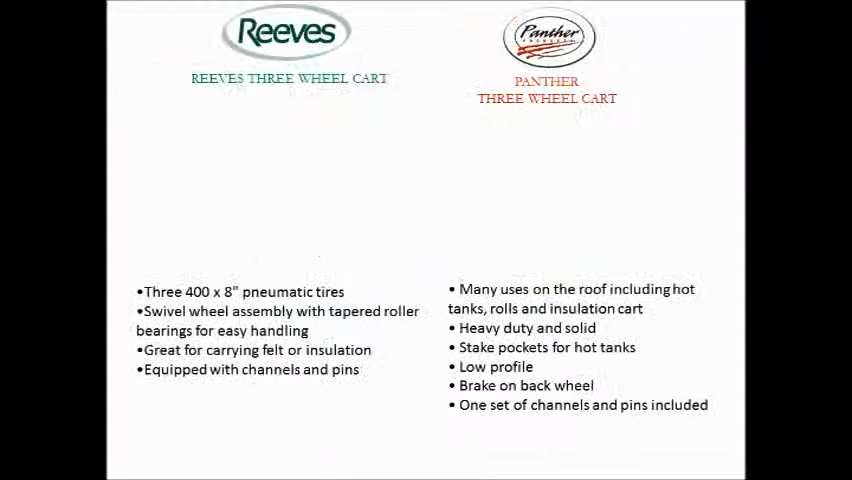 Reeves
REEVES THREE WHEEL CART
•Three 400 x 8" pneumatic tires
•Swivel wheel assembly with tapered roller
bearings for easy handling
•Great for carrying felt or insulation
•Equipped with channels and pins
Panther
PRODUCTS
PANTHER
THREE WHEEL CART
• Many uses on the roof including hot
tanks, rolls and insulation cart
• Heavy duty and solid
• Stake pockets for hot tanks
• Low profile
• Brake on back wheel
• One set of channels and pins included